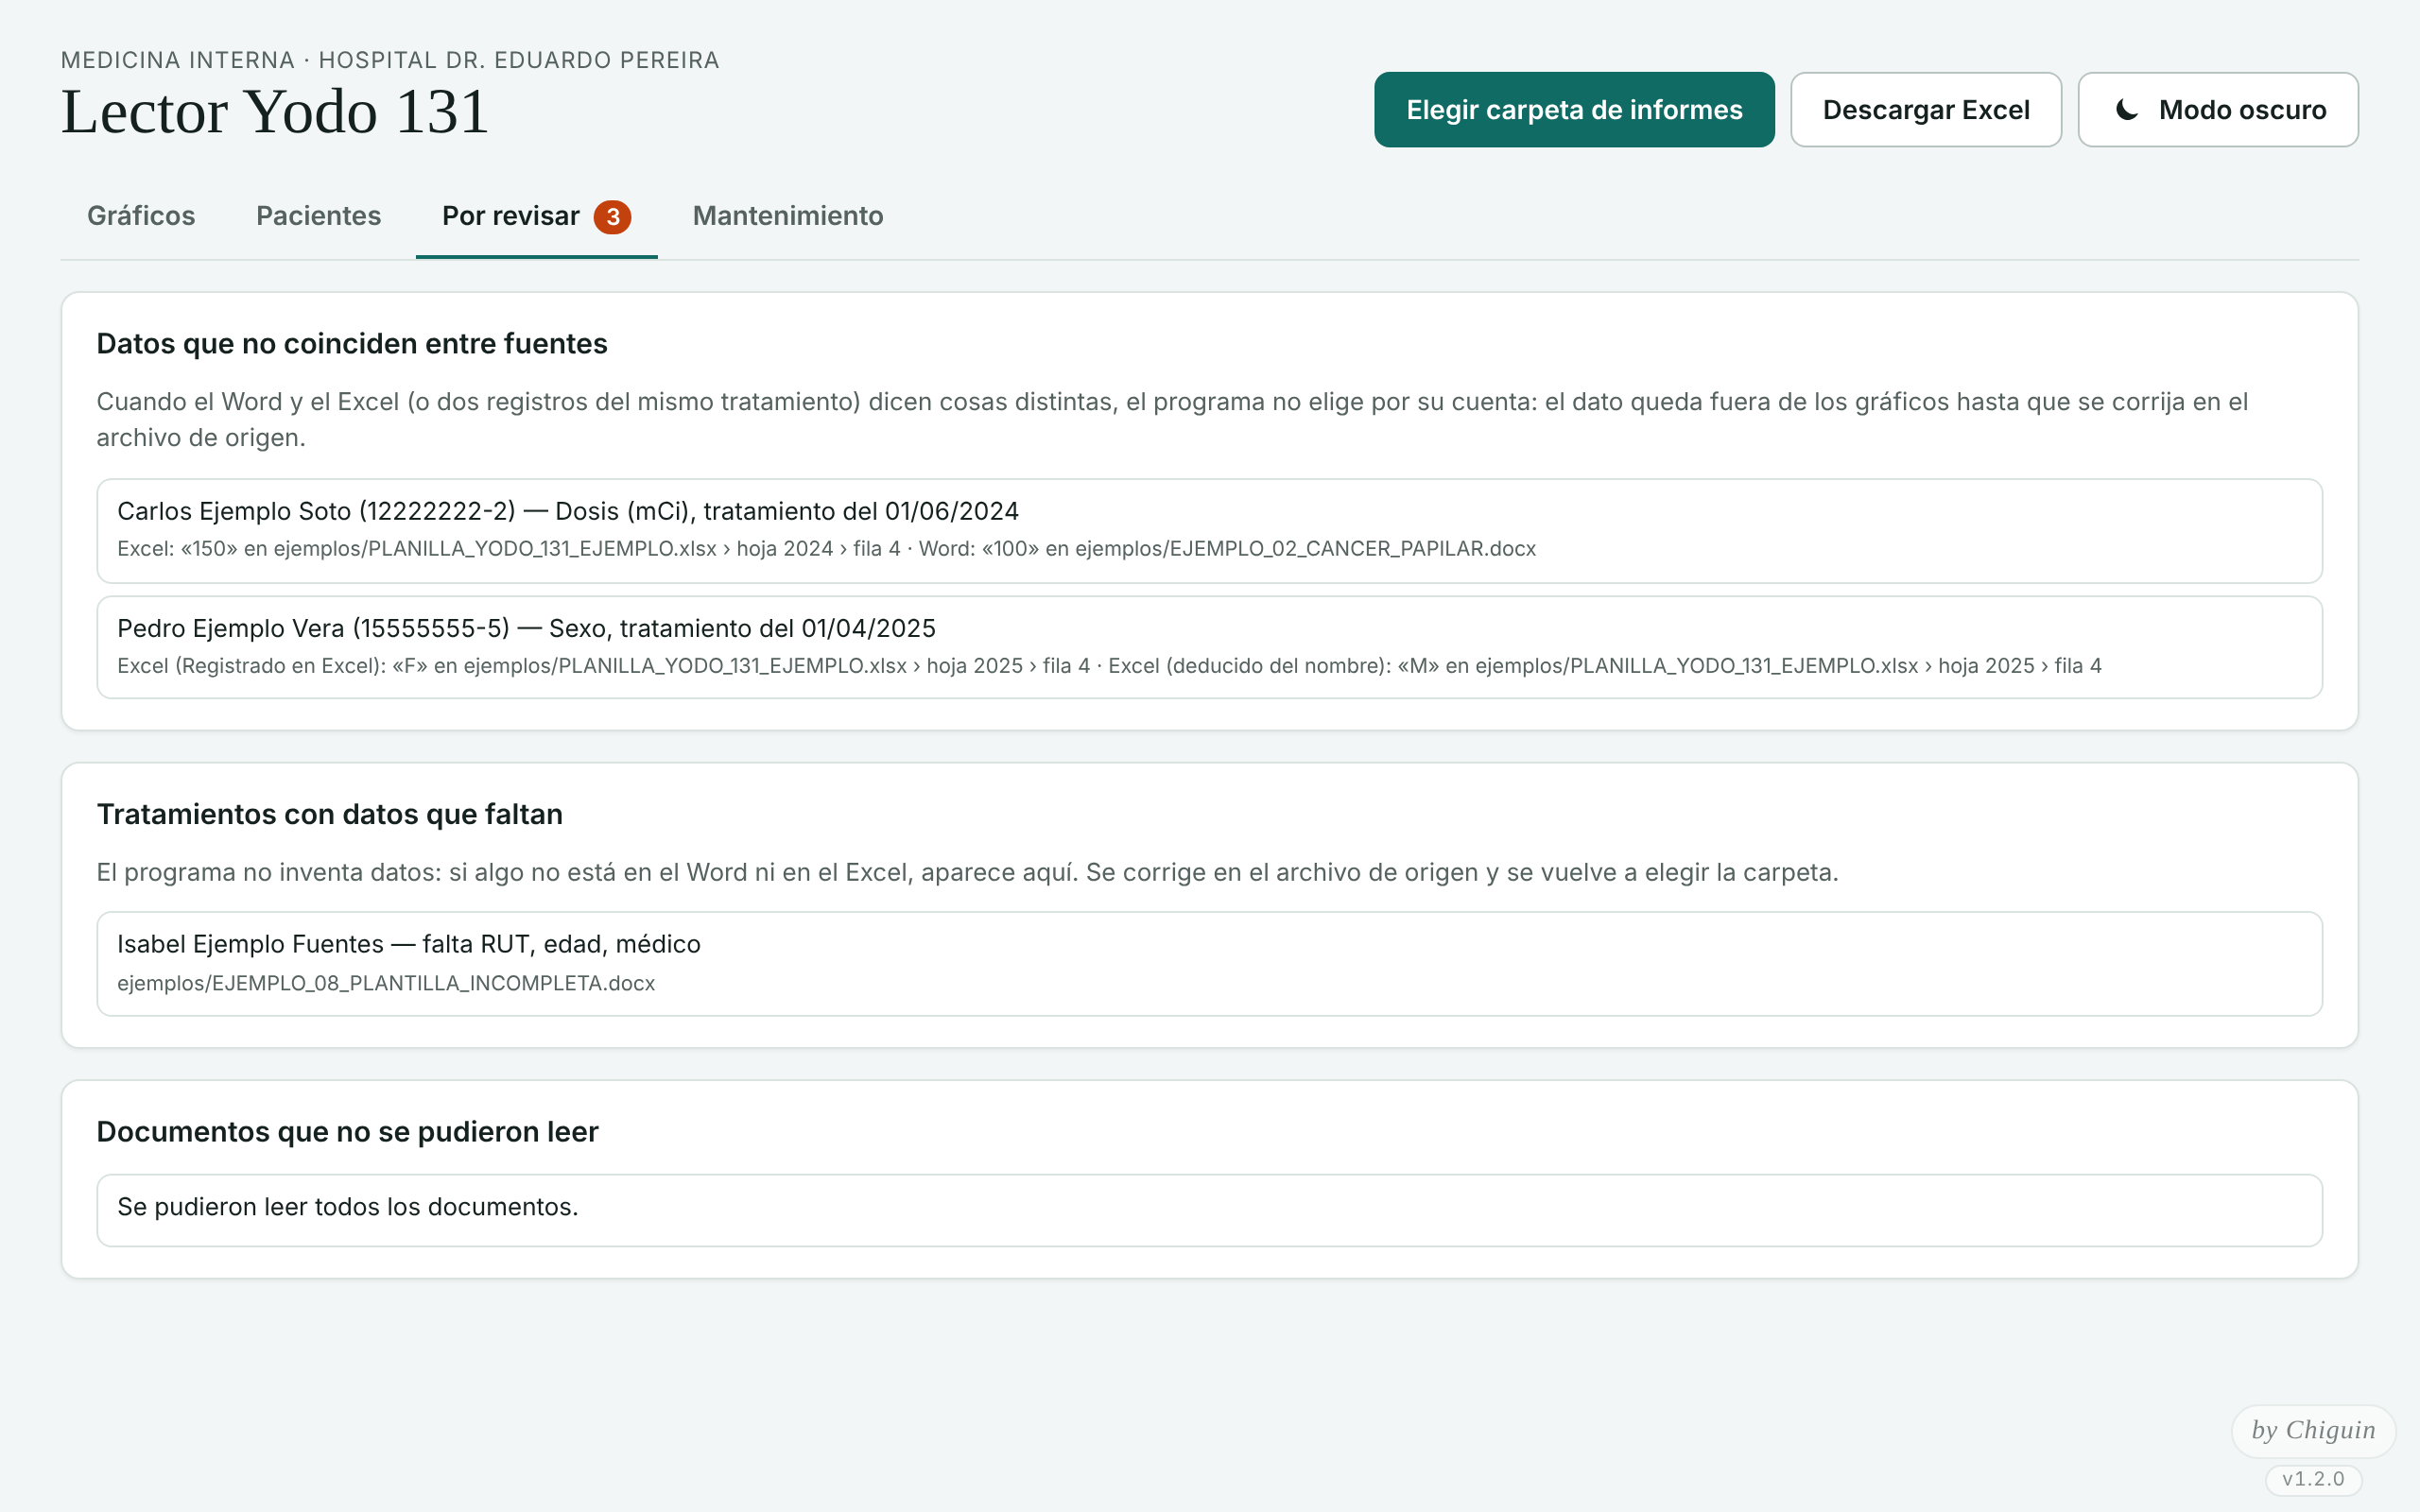 MEDICINA INTERNA · HOSPITAL DR. EDUARDO PEREIRA
Lector Yodo 131
Elegir carpeta de informes
Descargar Excel
Modo oscuro
Gráficos
Pacientes
Por revisar 3
Mantenimiento
Datos que no coinciden entre fuentes
Cuando el Word y el Excel (o dos registros del mismo tratamiento) dicen cosas distintas, el programa no elige por su cuenta: el dato queda fuera de los gráficos hasta que se corrija en el
archivo de origen.
Carlos Ejemplo Soto (12222222-2) — Dosis (mCi), tratamiento del 01/06/2024
Excel: «150» en ejemplos/PLANILLA_YODO_131_EJEMPLO.xlsx › hoja 2024 › fila 4 · Word: «100» en ejemplos/EJEMPLO_02_CANCER_PAPILAR.docx
Pedro Ejemplo Vera (15555555-5) — Sexo, tratamiento del 01/04/2025
Excel (Registrado en Excel): «F» en ejemplos/PLANILLA_YODO_131_EJEMPLO.xlsx › hoja 2025 › fila 4 · Excel (deducido del nombre): «M» en ejemplos/PLANILLA_YODO_131_EJEMPLO.xlsx › hoja 2025 › fila 4
Tratamientos con datos que faltan
El programa no inventa datos: si algo no está en el Word ni en el Excel, aparece aquí. Se corrige en el archivo de origen y se vuelve a elegir la carpeta.
Isabel Ejemplo Fuentes — falta RUT, edad, médico
ejemplos/EJEMPLO_08_PLANTILLA_INCOMPLETA.docx
Documentos que no se pudieron leer
Se pudieron leer todos los documentos.
by Chiguin
v1.2.0